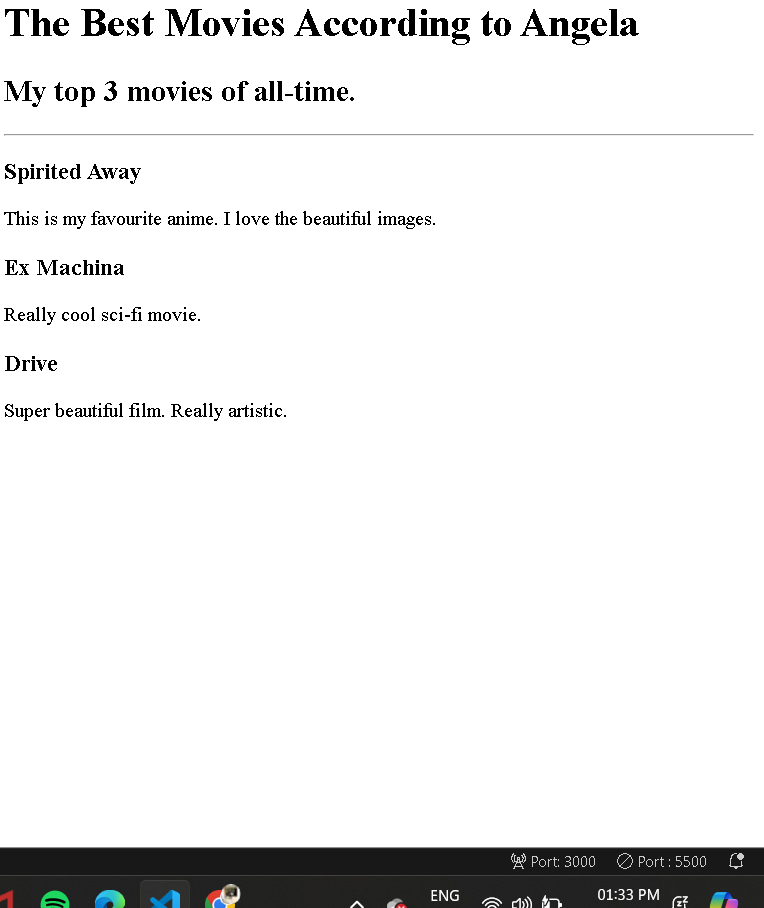 The Best Movies According to Angela
My top 3 movies of all-time.
Spirited Away
This is my favourite anime. I love the beautiful images.
Ex Machina
Really cool sci-fi movie.
Drive
Super beautiful film. Really artistic.
Port: 3000 Port : 5500
ENG 01:33 PM